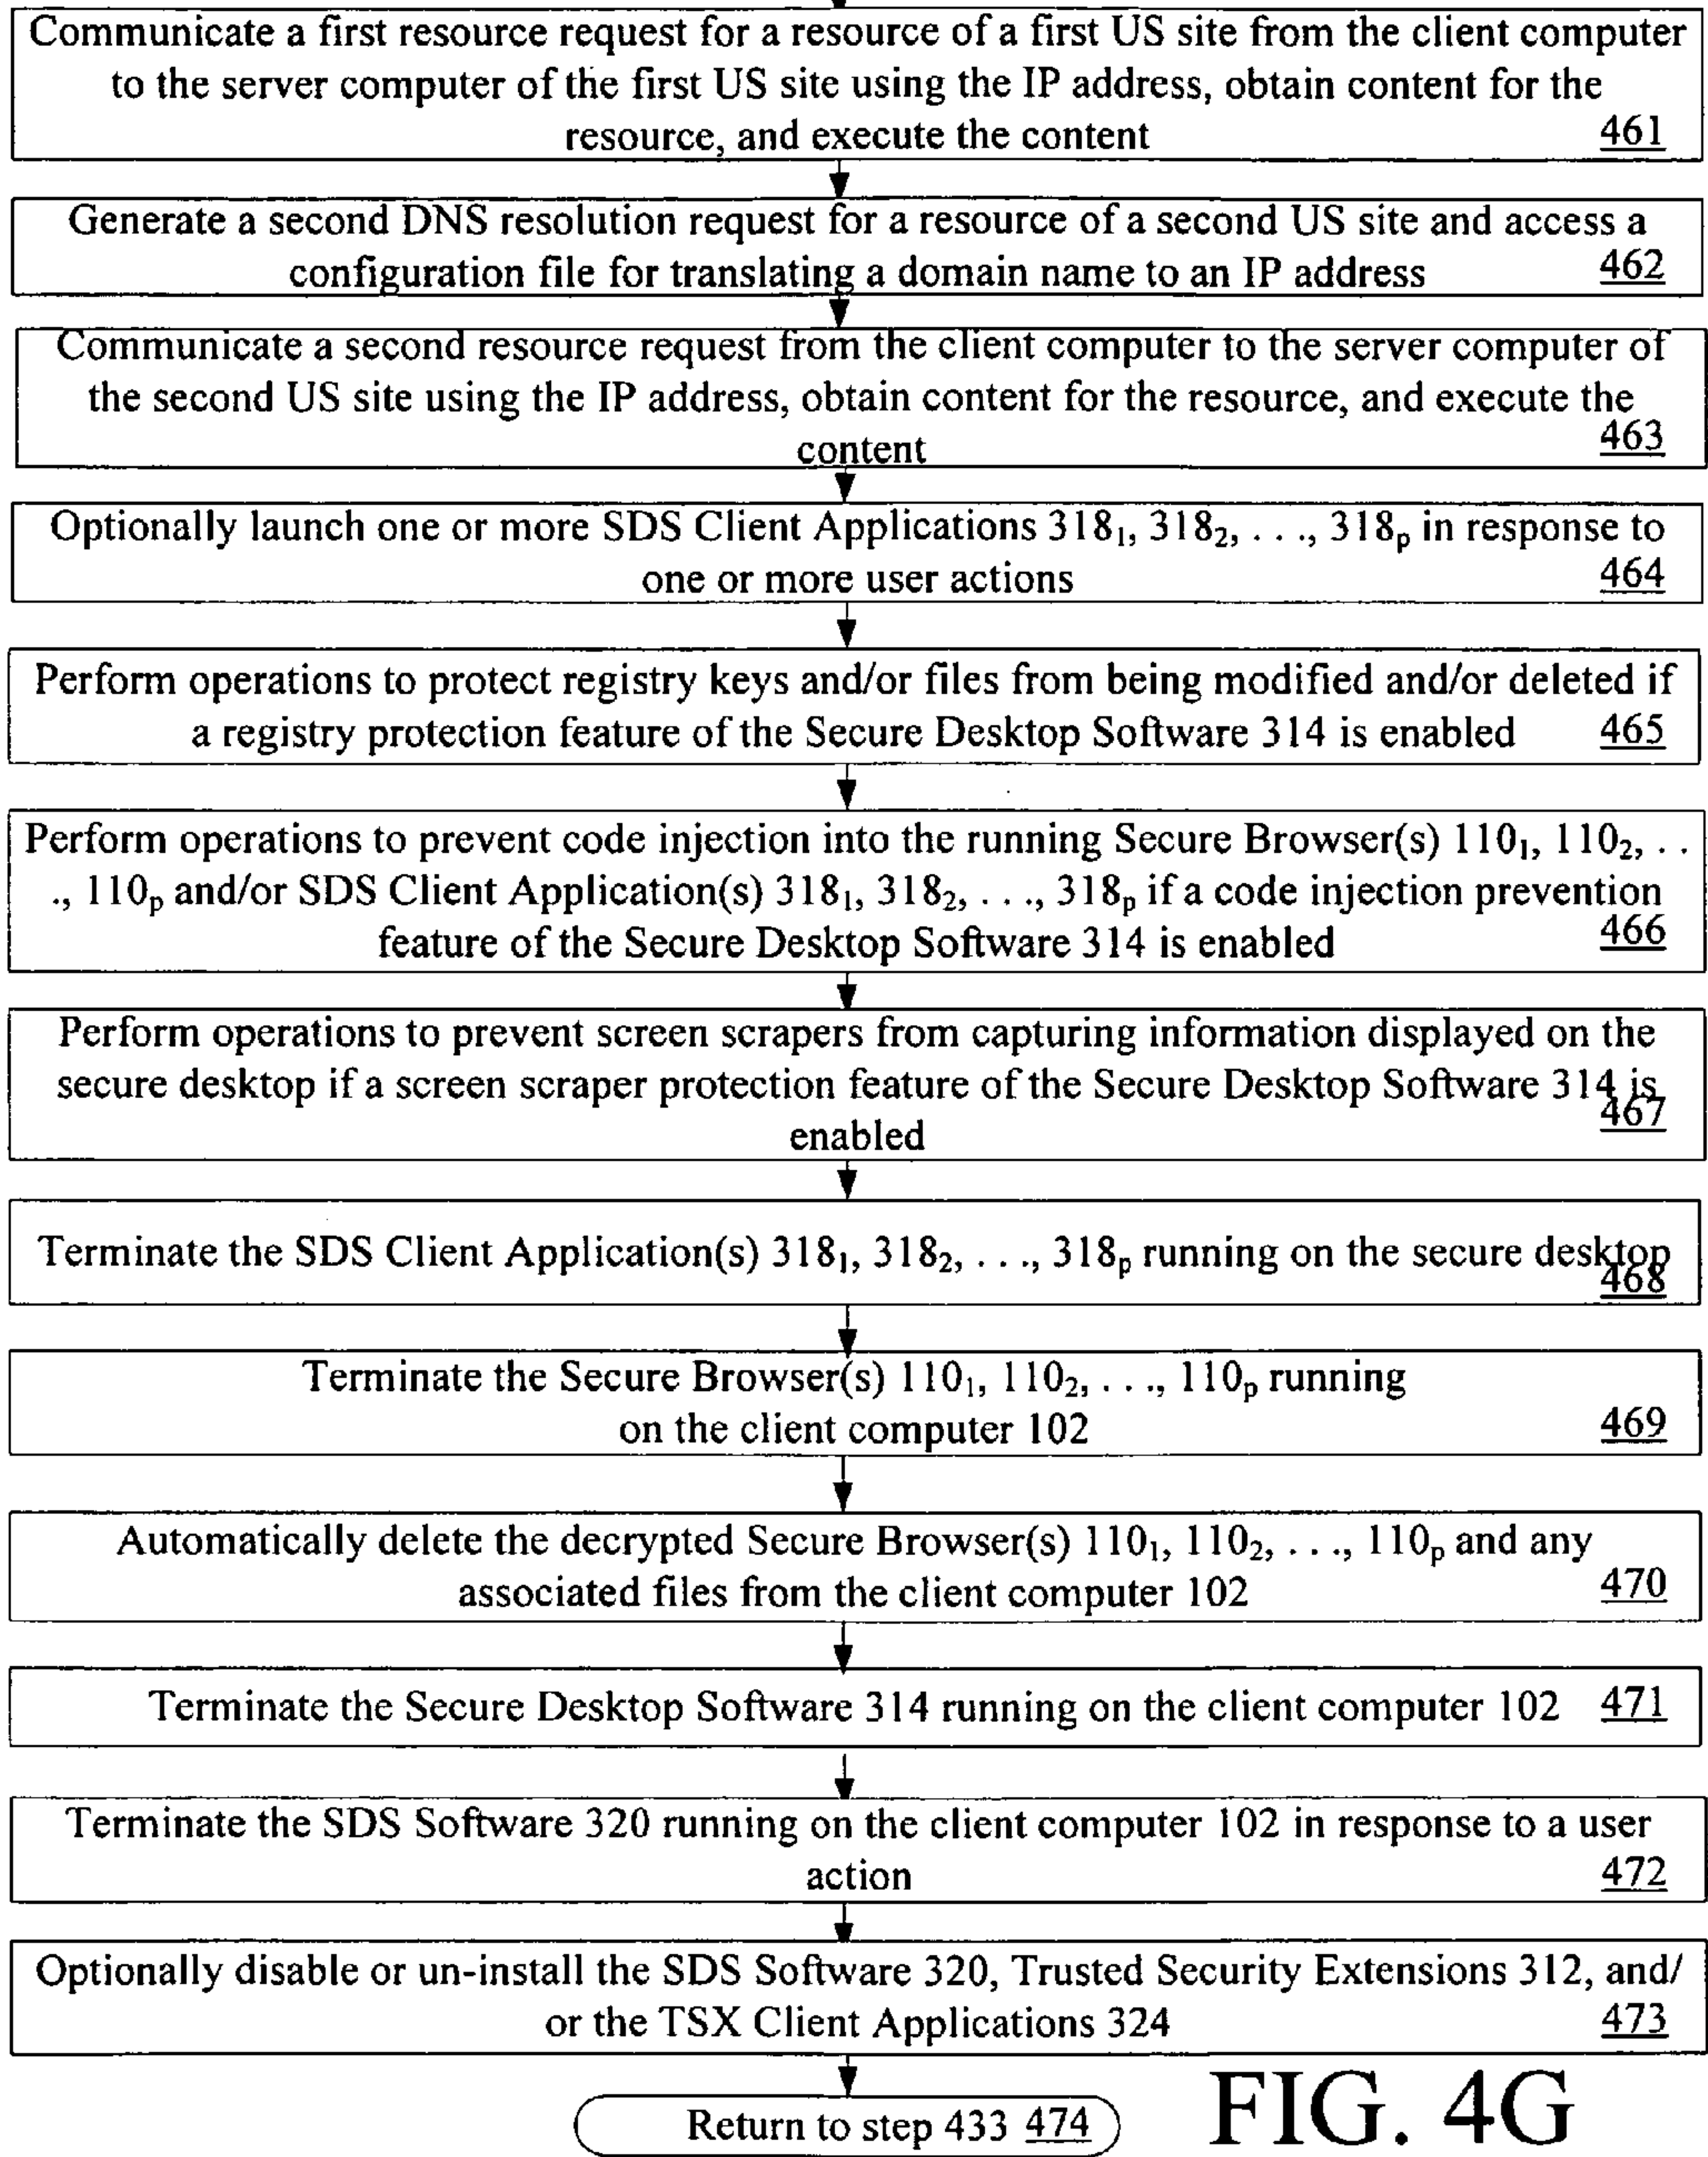 Communicate a first resource request for a resource of a first US site from the client computer
to the server computer of the first US site using the IP address, obtain content for the
resource, and execute the content 461
Generate a second DNS resolution request for a resource of a second US site and access a
configuration file for translating a domain name to an IP address 462
Communicate a second resource request from the client computer to the server computer of
the second US site using the IP address, obtain content for the resource, and execute the
content 463
Optionally launch one or more SDS Client Applications 318₁, 318₂, . . ., 318ₚ in response to
one or more user actions 464
Perform operations to protect registry keys and/or files from being modified and/or deleted if
a registry protection feature of the Secure Desktop Software 314 is enabled 465
Perform operations to prevent code injection into the running Secure Browser(s) 110₁, 110₂, . .
., 110ₚ and/or SDS Client Application(s) 318₁, 318₂, . . ., 318ₚ if a code injection prevention
feature of the Secure Desktop Software 314 is enabled 466
Perform operations to prevent screen scrapers from capturing information displayed on the
secure desktop if a screen scraper protection feature of the Secure Desktop Software 314 is
enabled 467
Terminate the SDS Client Application(s) 318₁, 318₂, . . ., 318ₚ running on the secure desktop
468
Terminate the Secure Browser(s) 110₁, 110₂, . . ., 110ₚ running
on the client computer 102 469
Automatically delete the decrypted Secure Browser(s) 110₁, 110₂, . . ., 110ₚ and any
associated files from the client computer 102 470
Terminate the Secure Desktop Software 314 running on the client computer 102 471
Terminate the SDS Software 320 running on the client computer 102 in response to a user
action 472
Optionally disable or un-install the SDS Software 320, Trusted Security Extensions 312, and/
or the TSX Client Applications 324 473
Return to step 433 474
FIG. 4G